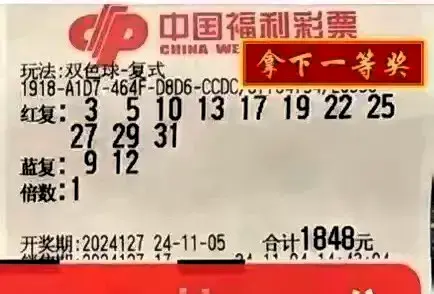 中国福利彩票
CHINA WE
拿下一等奖
玩法:双色球-复式
1918-A1D7-464F-D8D6-CCDC/
红复: 3 5 10 13 17 19 22 25
27 29 31
蓝复: 9 12
倍数:1
开奖期:2024127 24-11-05 合计1848元